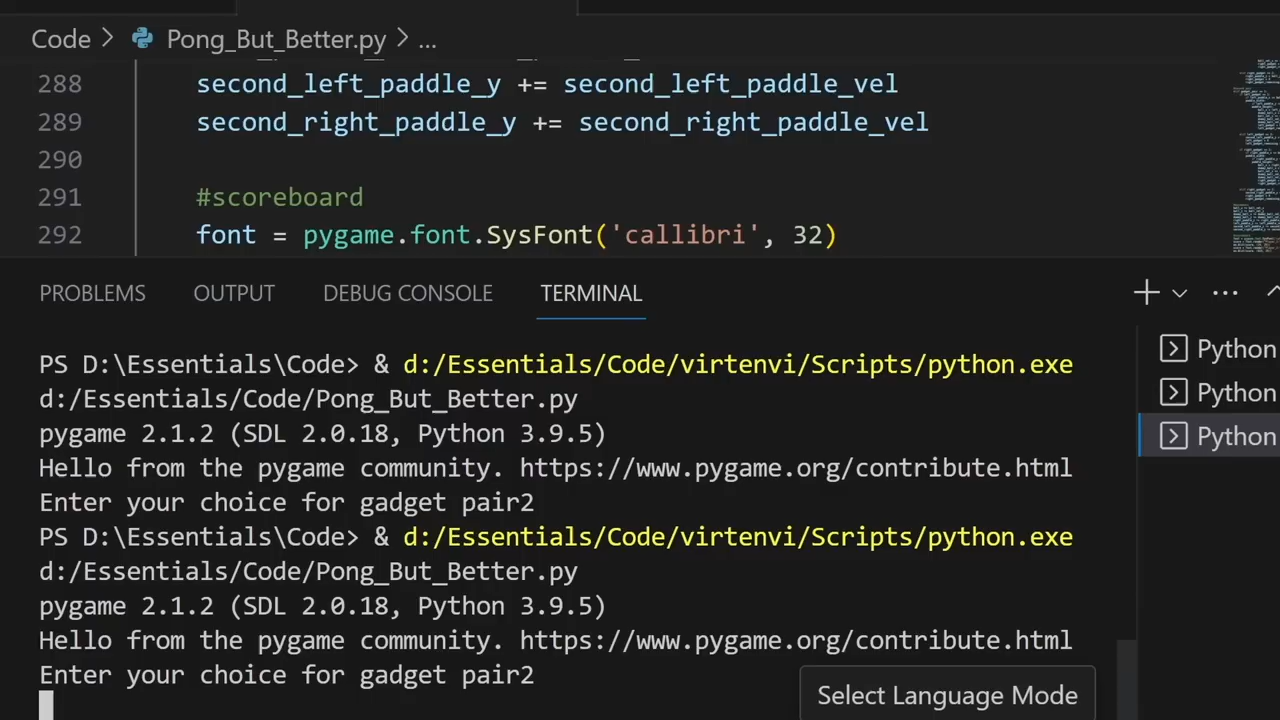 Code > Pong_But_Better.py > ...
288 second_left_paddle_y += second_left_paddle_vel
289 second_right_paddle_y += second_right_paddle_vel
290
291 #scoreboard
292 font = pygame.font.SysFont('callibri', 32)
PROBLEMS OUTPUT DEBUG CONSOLE TERMINAL
PS D:\Essentials\Code> & d:/Essentials/Code/virtenvi/Scripts/python.exe
d:/Essentials/Code/Pong_But_Better.py
pygame 2.1.2 (SDL 2.0.18, Python 3.9.5)
Hello from the pygame community. https://www.pygame.org/contribute.html
Enter your choice for gadget pair2
PS D:\Essentials\Code> & d:/Essentials/Code/virtenvi/Scripts/python.exe
d:/Essentials/Code/Pong_But_Better.py
pygame 2.1.2 (SDL 2.0.18, Python 3.9.5)
Hello from the pygame community. https://www.pygame.org/contribute.html
Enter your choice for gadget pair2
Python
Python
Python
Select Language Mode